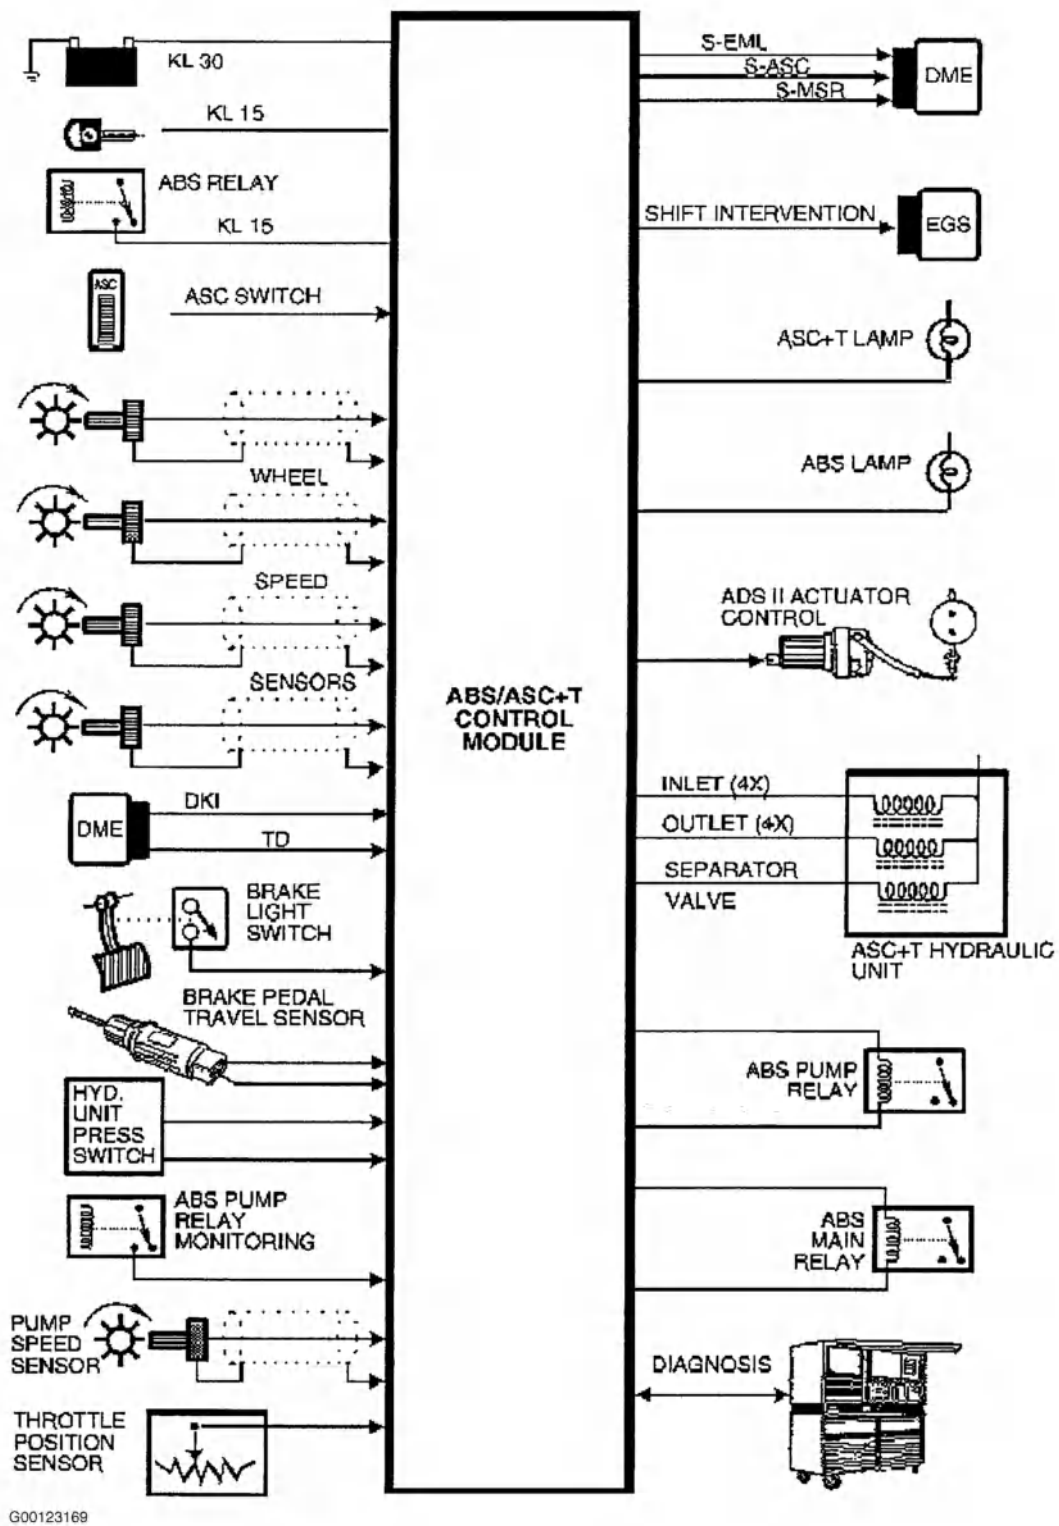 KL 30
KL 15
ABS RELAY
KL 15
ASC
ASC SWITCH
WHEEL
SPEED
SENSORS
DME
DKI
TD
BRAKE
LIGHT
SWITCH
BRAKE PEDAL
TRAVEL SENSOR
HYD.
UNIT
PRESS
SWITCH
ABS PUMP
RELAY
MONITORING
PUMP
SPEED
SENSOR
THROTTLE
POSITION
SENSOR
ABS/ASC+T
CONTROL
MODULE
S-EML
S-ASC
S-MSR
DME
SHIFT INTERVENTION
EGS
ASC+T LAMP
ABS LAMP
ADS II ACTUATOR
CONTROL
INLET (4X)
OUTLET (4X)
SEPARATOR
VALVE
ASC+T HYDRAULIC
UNIT
ABS PUMP
RELAY
ABS
MAIN
RELAY
DIAGNOSIS
G00123169